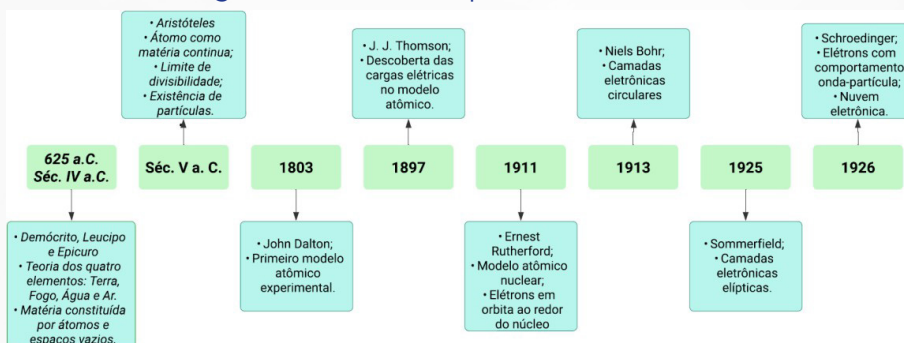 • Aristóteles
• Átomo como
matéria continua;
• Limite de
divisibilidade;
• Existência de
partículas.
• J. J. Thomson;
• Descoberta das
cargas elétricas
no modelo
atômico.
• Niels Bohr;
• Camadas
eletrônicas
circulares
• Schroedinger;
• Elétrons com
comportamento
onda-partícula;
• Nuvem
eletrônica.
625 a.C.
Séc. IV a.C.
Séc. V a. C.
1803
1897
1911
1913
1925
1926
• Demócrito, Leucipo
e Epicuro
• Teoria dos quatro
elementos: Terra,
Fogo, Água e Ar.
• Matéria constituída
por átomos e
espaços vazios.
• John Dalton;
• Primeiro modelo
atômico
experimental.
• Ernest
Rutherford;
• Modelo atômico
nuclear;
• Elétrons em
orbita ao redor
do núcleo
• Sommerfield;
• Camadas
eletrônicas
elípticas.